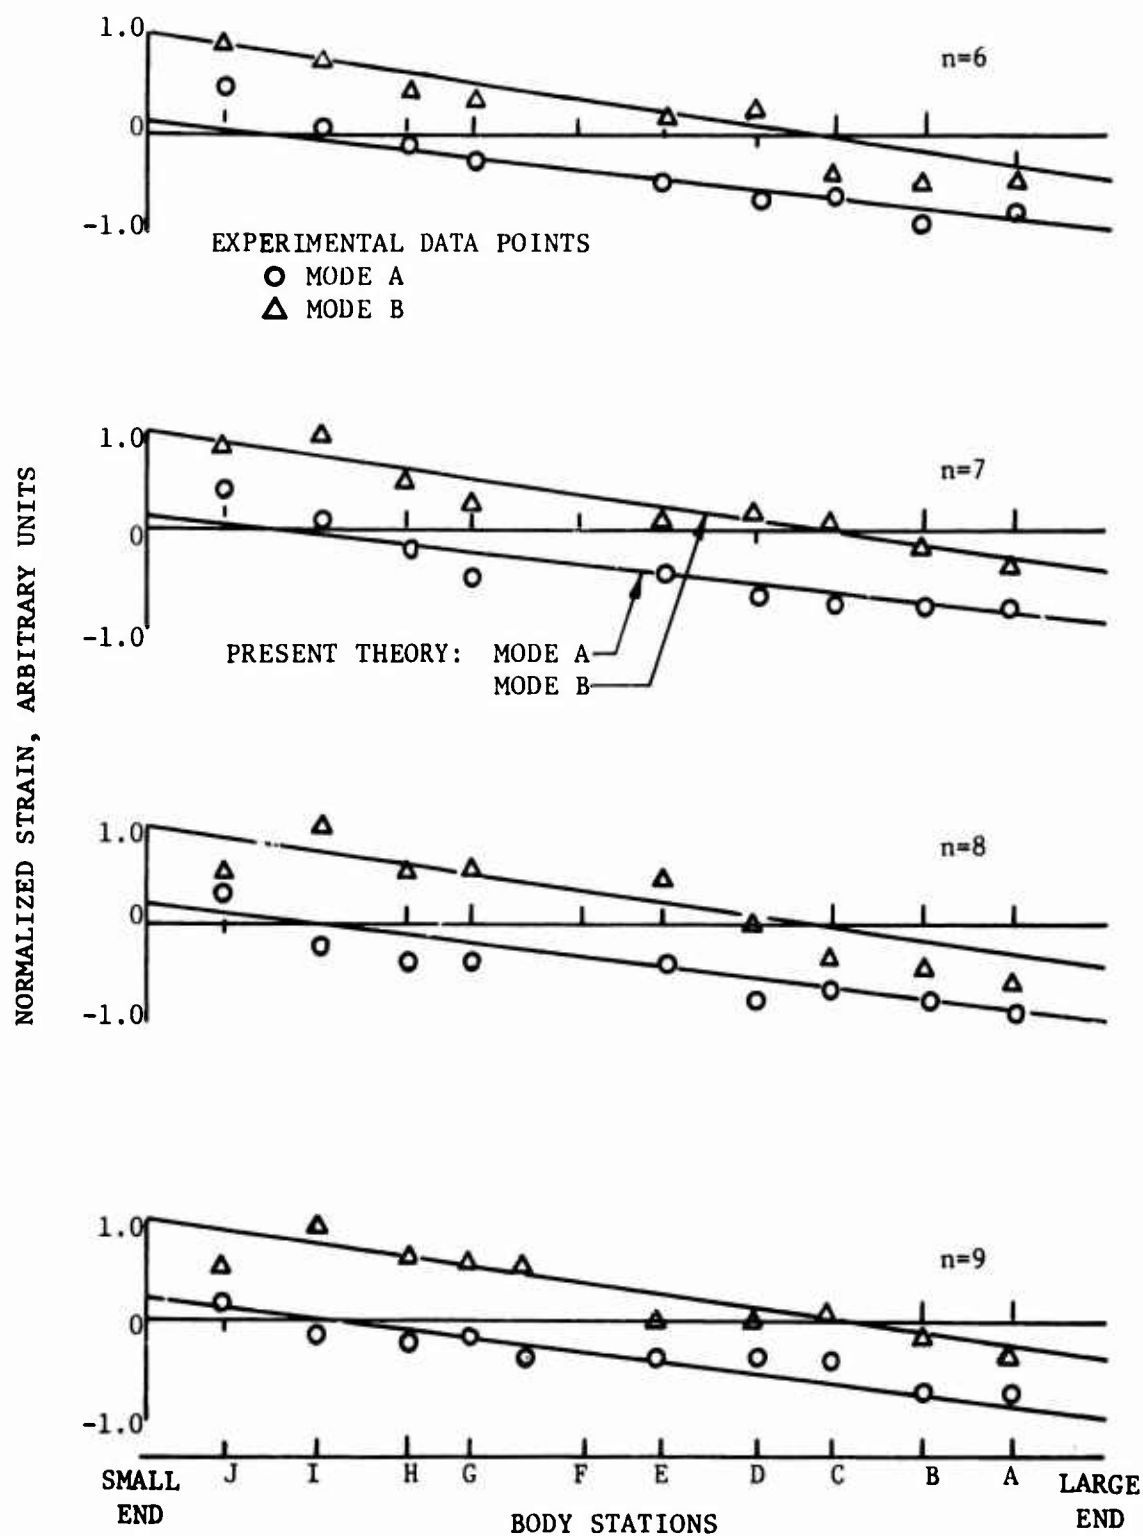 NORMALIZED STRAIN, ARBITRARY UNITS
1.0
n=6
0
-1.0
EXPERIMENTAL DATA POINTS
MODE A
MODE B
1.0
n=7
0
-1.0
PRESENT THEORY: MODE A
MODE B
1.0
n=8
0
-1.0
1.0
n=9
0
-1.0
J I H G F E D C B A
SMALL END
LARGE END
BODY STATIONS